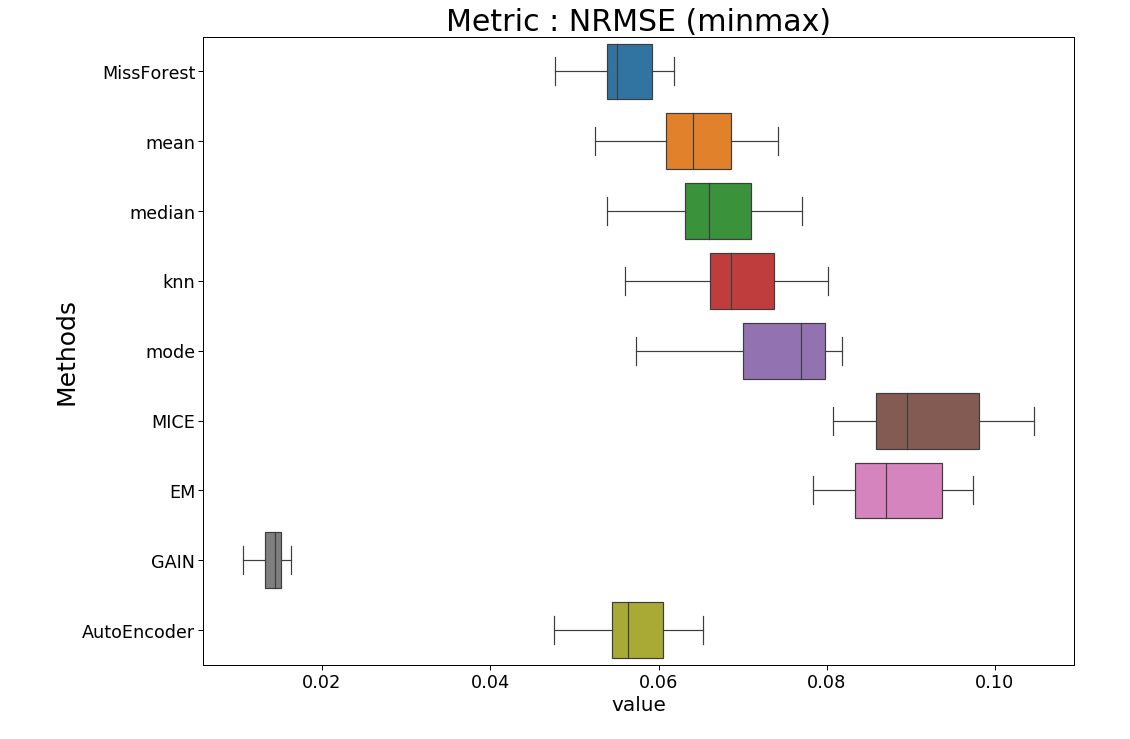 Metric : NRMSE (minmax)
Methods
MissForest
mean
median
knn
mode
MICE
EM
GAIN
AutoEncoder
0.02 0.04 0.06 0.08 0.10
value